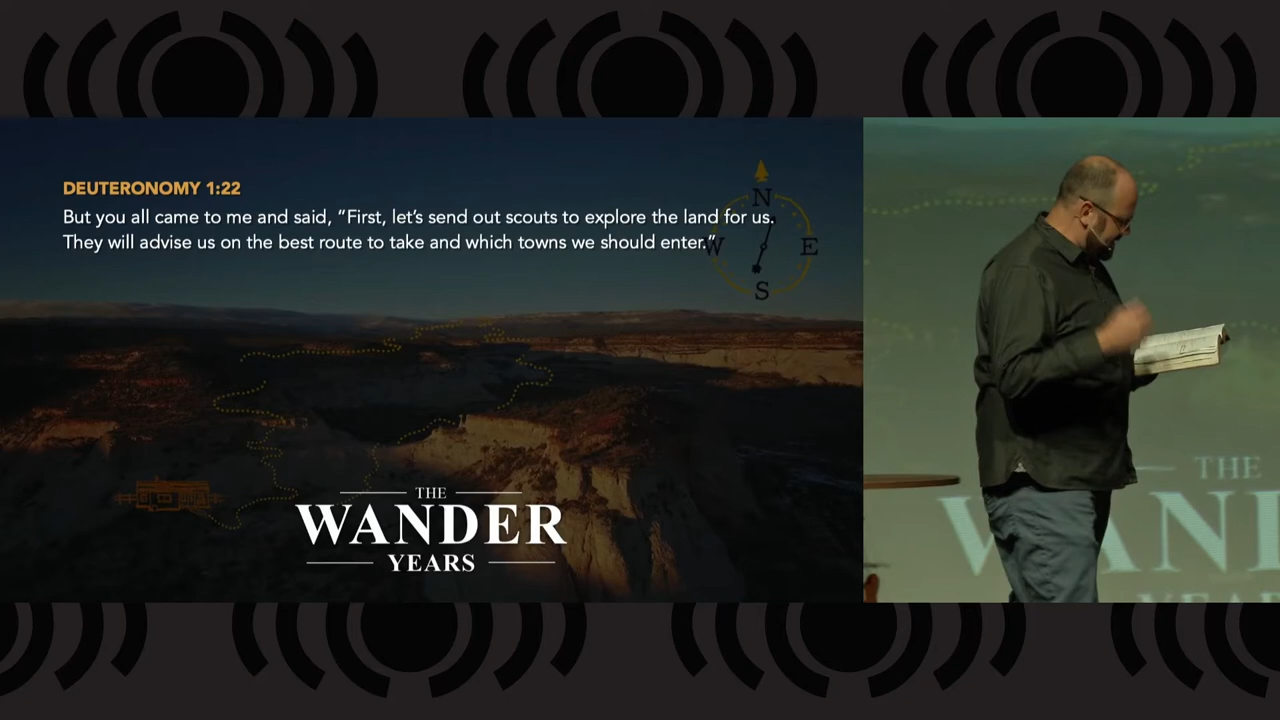 DEUTERONOMY 1:22
But you all came to me and said, “First, let’s send out scouts to explore the land for us.
They will advise us on the best route to take and which towns we should enter.”
N
W
E
S
THE
WANDER
YEARS
THE
WANDE
YEARS